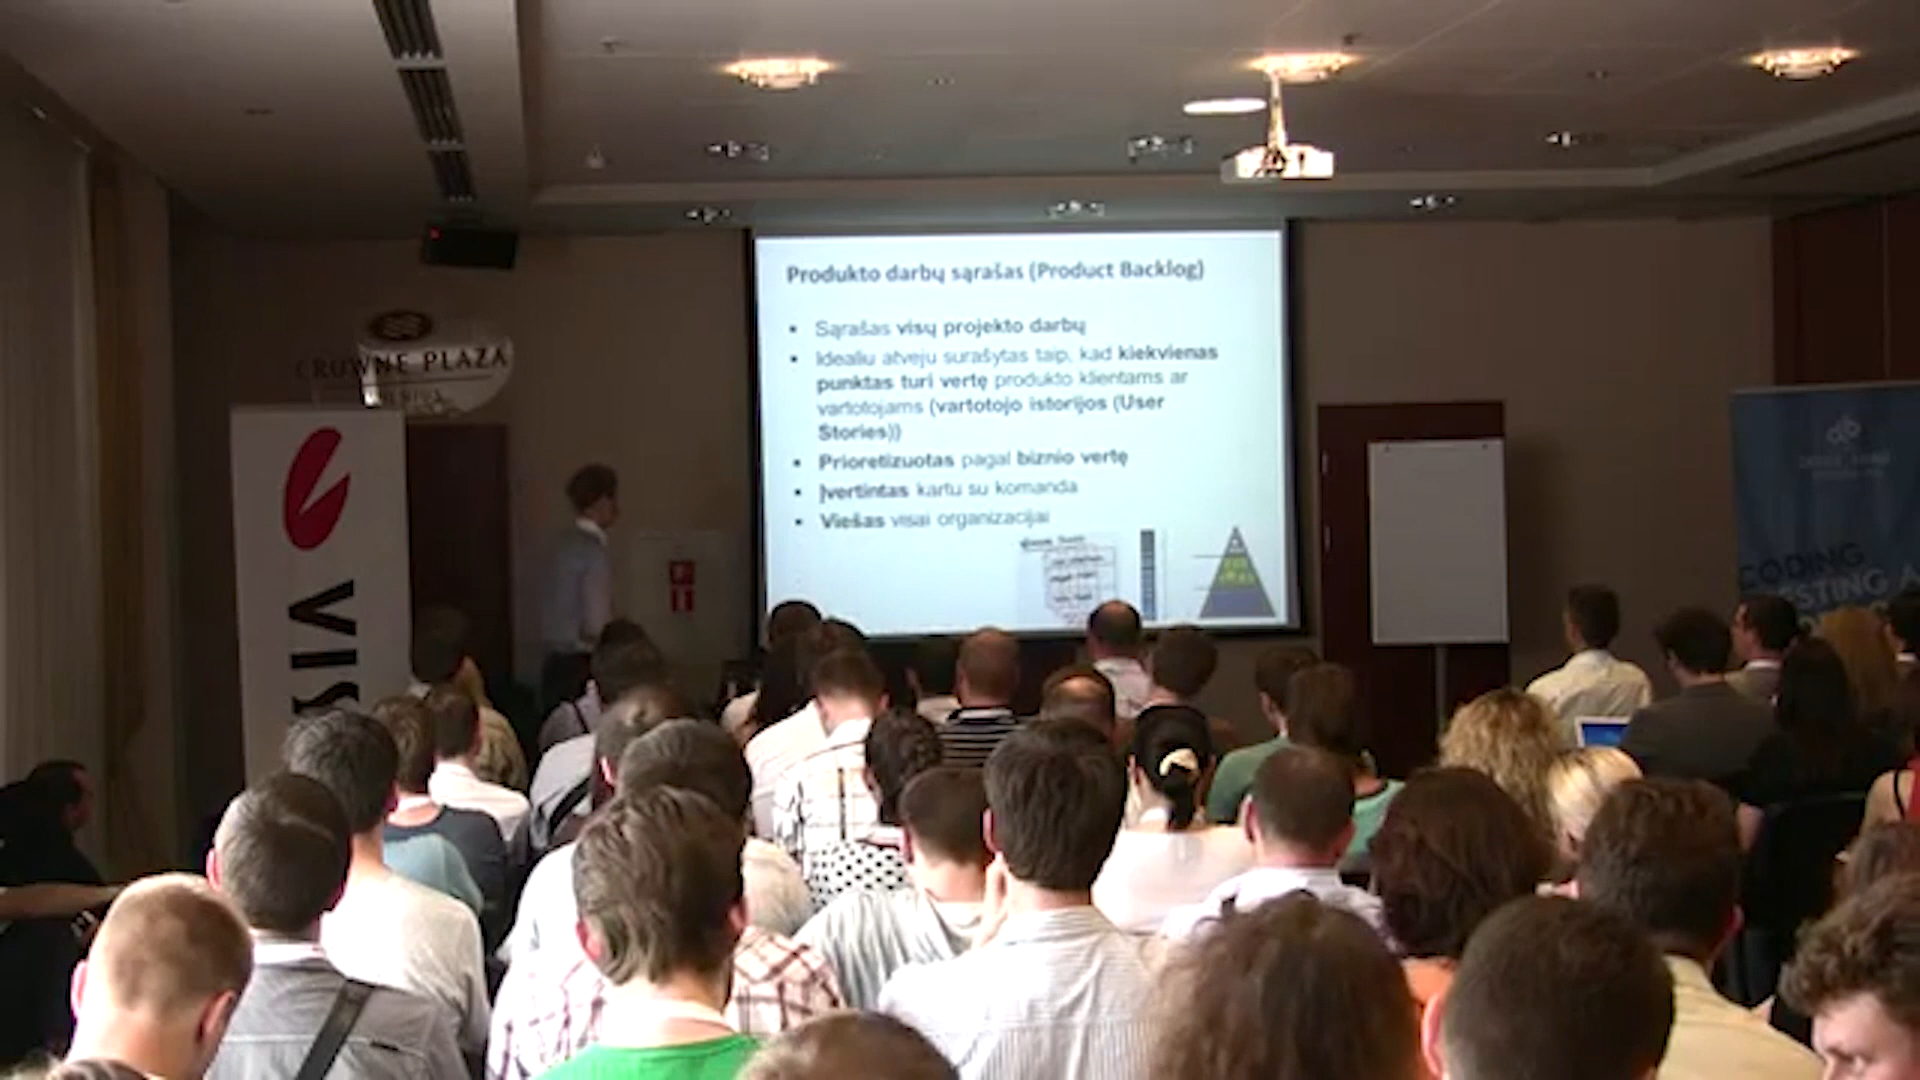 Produkto darbų sąrašas (Product Backlog)
Sąrašas visų projekto darbų
Idealiu atveju surašytas taip, kad kiekvienas
punktas turi vertę produkto klientams ar
vartotojams (vartotojo istorijos (User
Stories))
Prioretizuotas pagal biznio vertę
Įvertintas kartu su komanda
Viešas visai organizacijai
CROWNE PLAZA
VIS
CODING
TESTING A